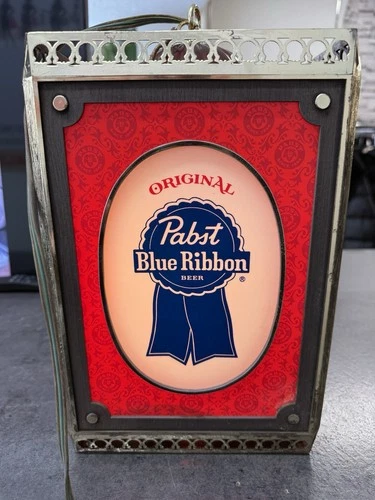 ORIGINAL
Pabst
Blue Ribbon
BEER
®